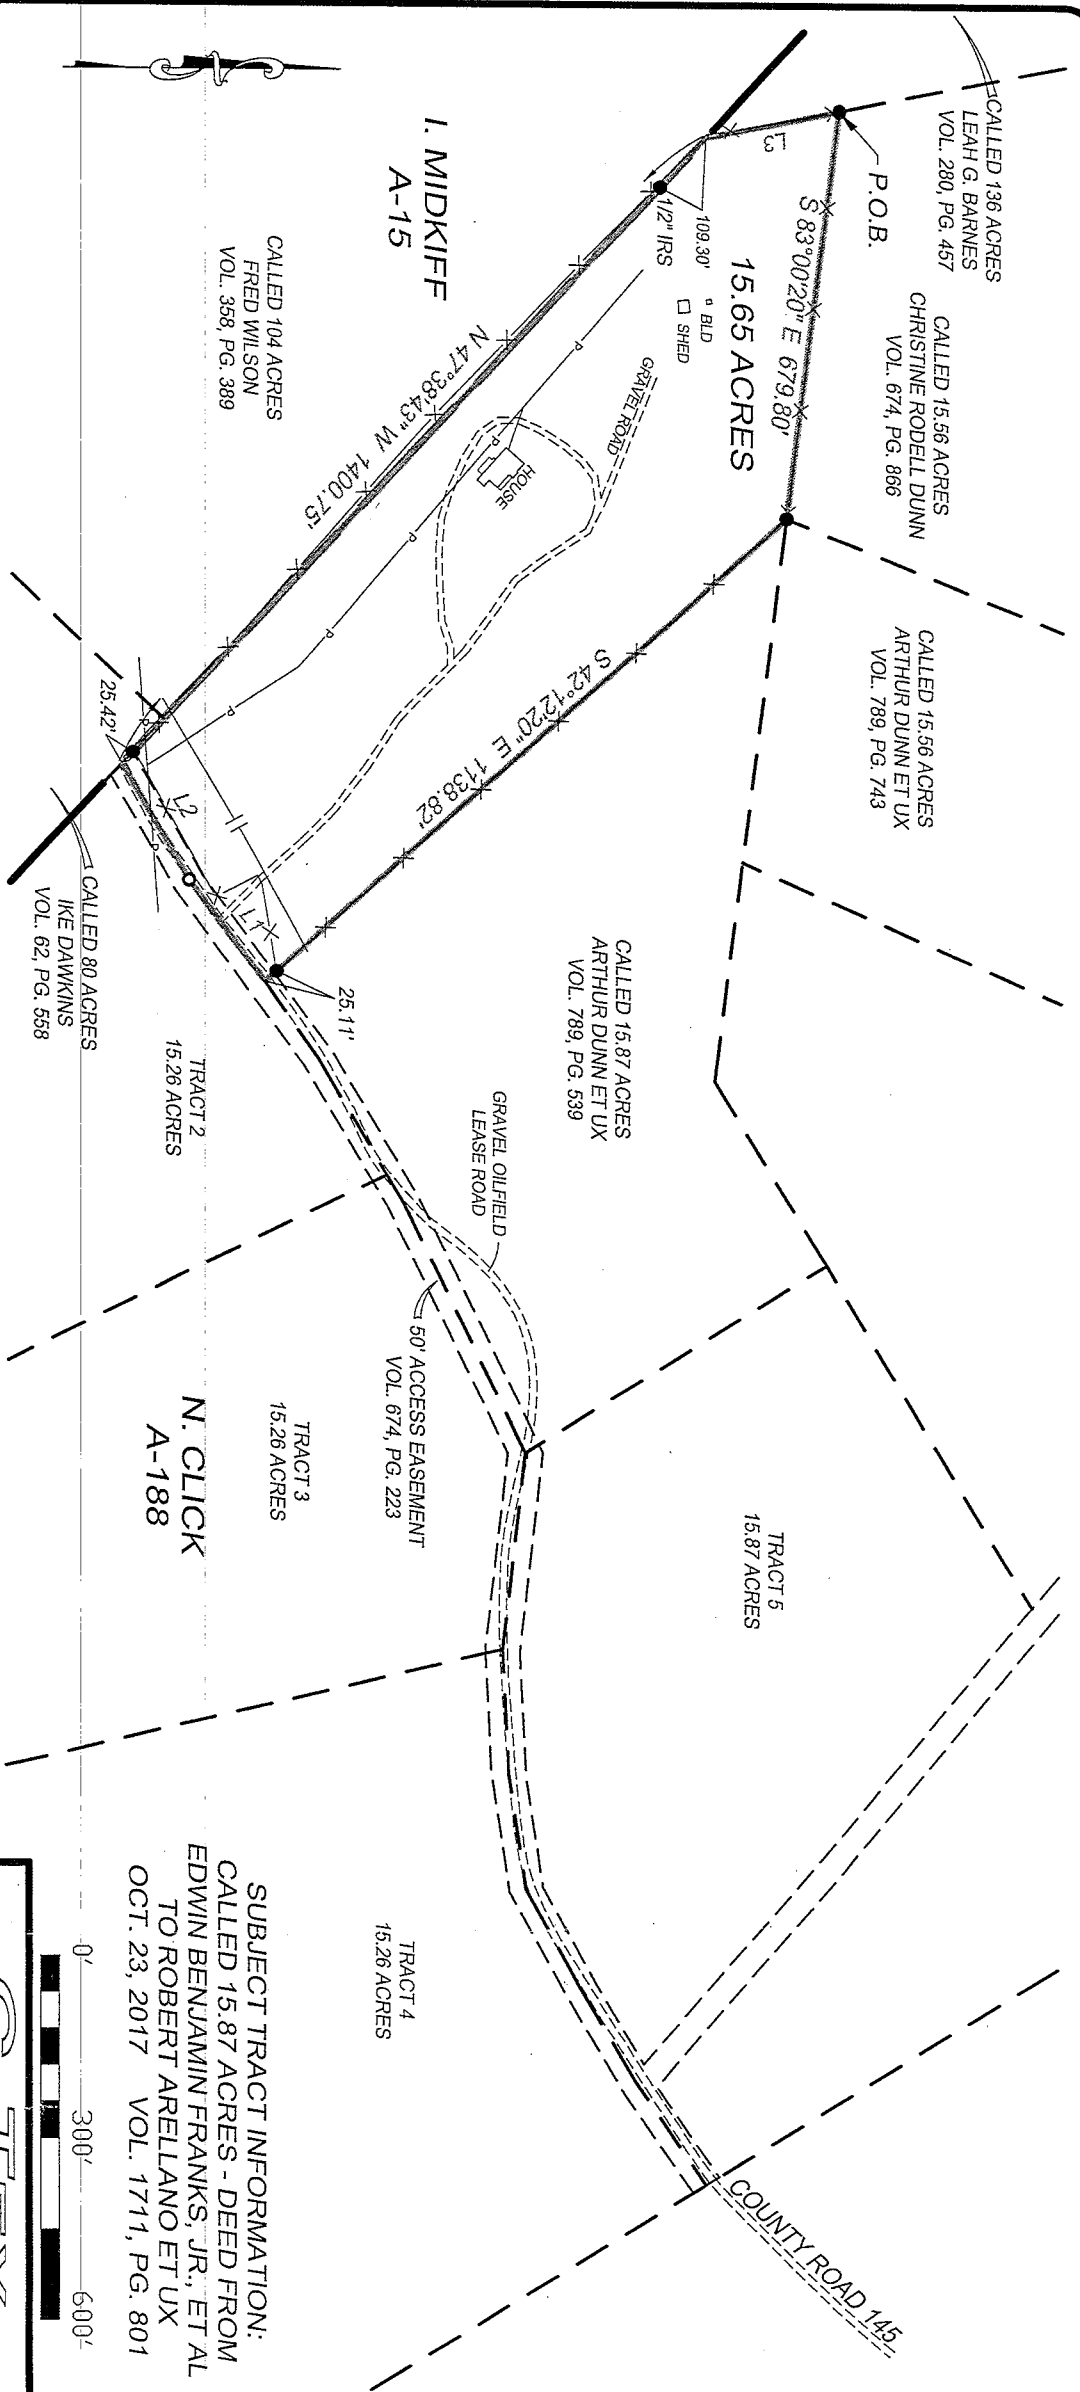 CALLED 136 ACRES
LEAH G. BARNES
VOL. 280, PG. 457
P.O.B.
L3
S 83°00'20" E 679.80'
CALLED 15.56 ACRES
CHRISTINE RODELL DUNN
VOL. 674, PG. 866
CALLED 15.56 ACRES
ARTHUR DUNN ET UX
VOL. 789, PG. 743
109.30'
1/2" IRS
15.65 ACRES
BLD
SHED
GRAVEL ROAD
HOUSE
I. MIDKIFF
A-15
CALLED 104 ACRES
FRED WILSON
VOL. 358, PG. 389
N 47°38'43" W 1400.75'
S 42°12'20" E 1138.82'
CALLED 15.87 ACRES
ARTHUR DUNN ET UX
VOL. 789, PG. 539
25.42'
L2
L1
25.11'
CALLED 80 ACRES
IKE DAWKINS
VOL. 62, PG. 558
TRACT 2
15.26 ACRES
GRAVEL OILFIELD
LEASE ROAD
50' ACCESS EASEMENT
VOL. 674, PG. 223
TRACT 3
15.26 ACRES
N. CLICK
A-188
TRACT 5
15.87 ACRES
TRACT 4
15.26 ACRES
COUNTY ROAD 145
SUBJECT TRACT INFORMATION:
CALLED 15.87 ACRES - DEED FROM
EDWIN BENJAMIN FRANKS, JR., ET AL
TO ROBERT ARELLANO ET UX
OCT. 23, 2017 VOL. 1711, PG. 801
0' 300' 600'